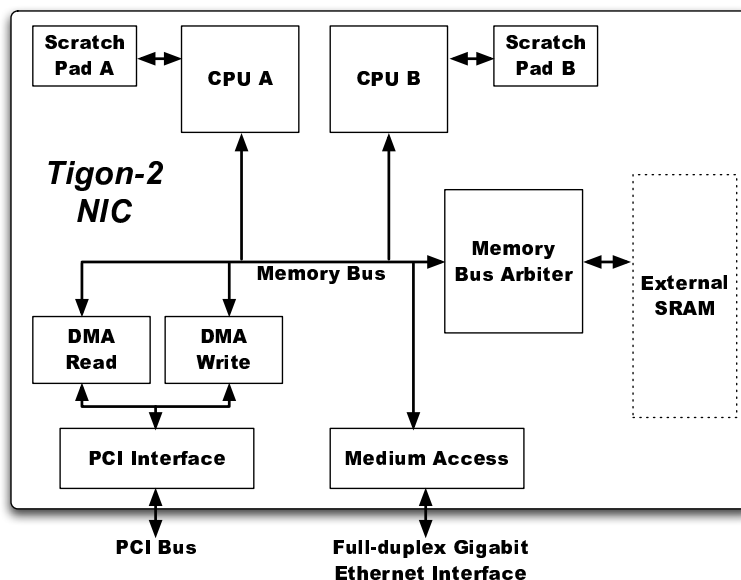 Scratch
Pad A
CPU A
CPU B
Scratch
Pad B
Tigon-2
NIC
Memory
Bus Arbiter
External
SRAM
Memory Bus
DMA
Read
DMA
Write
PCI Interface
Medium Access
PCI Bus
Full-duplex Gigabit
Ethernet Interface